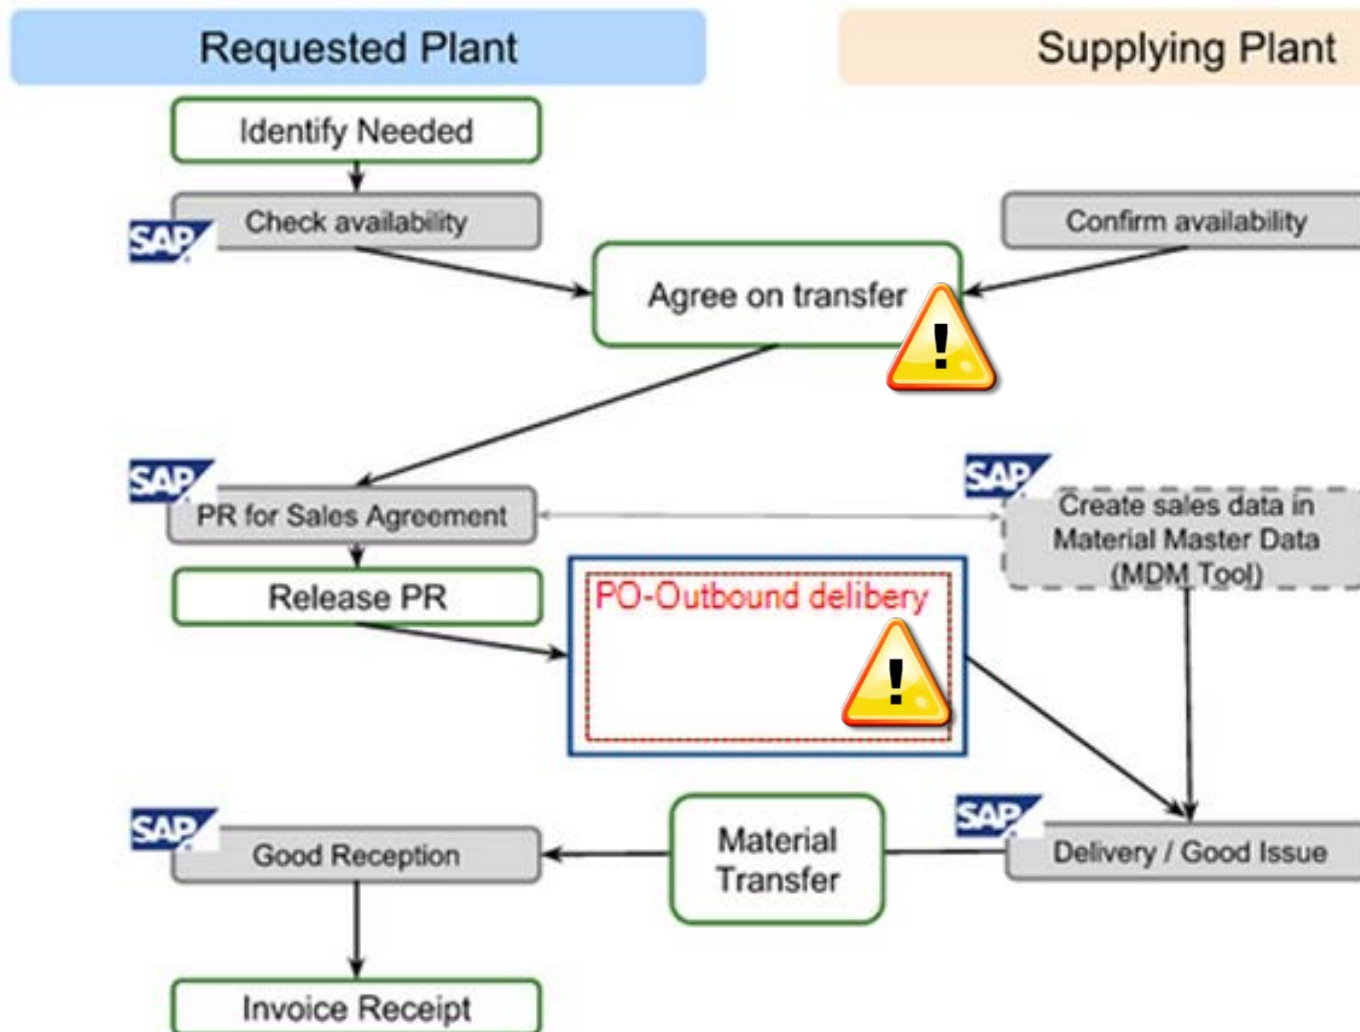 Requested Plant
Supplying Plant
Identify Needed
SAP
Check availability
Confirm availability
Agree on transfer
!
SAP
PR for Sales Agreement
SAP
Create sales data in
Material Master Data
(MDM Tool)
Release PR
PO-Outbound delibery
!
SAP
Good Reception
Material
Transfer
SAP
Delivery / Good Issue
Invoice Receipt